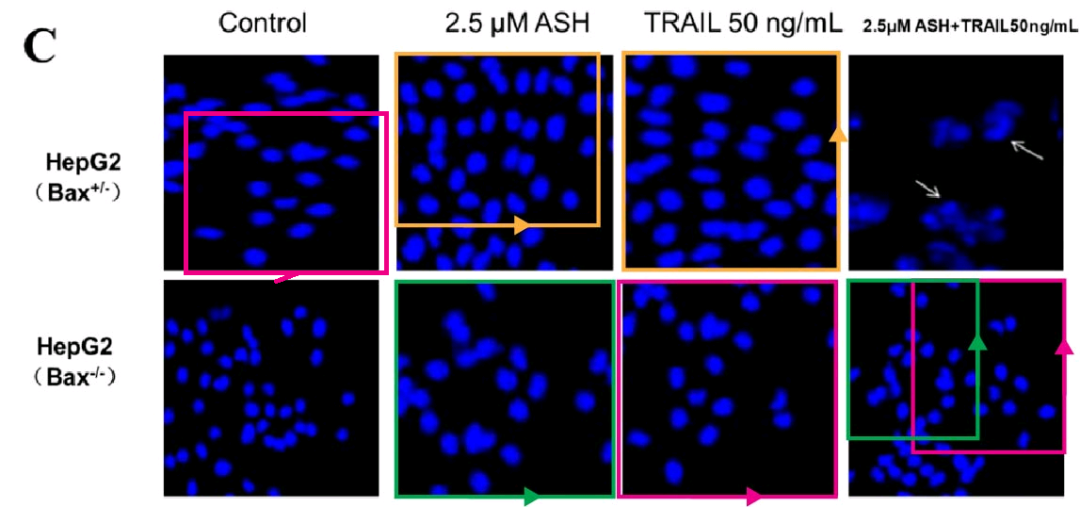 C
Control
2.5 µM ASH
TRAIL 50 ng/mL
2.5µM ASH+TRAIL50ng/mL
HepG2
（Bax+/-）
HepG2
（Bax-/-）